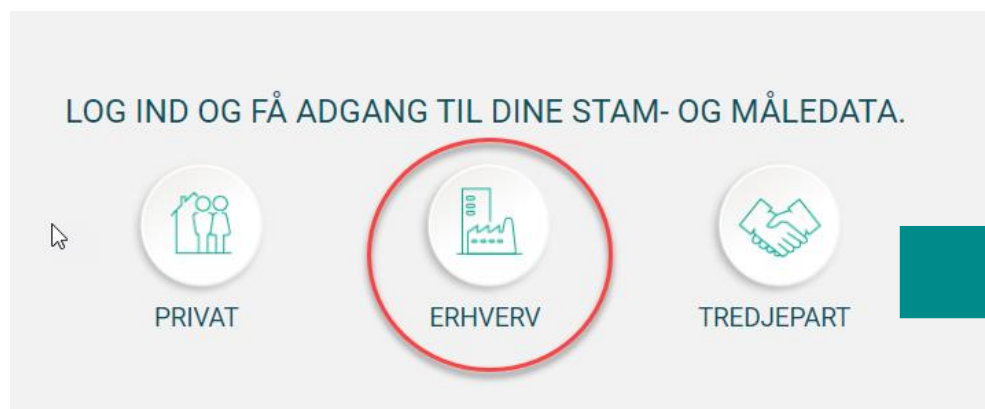 LOG IND OG FÅ ADGANG TIL DINE STAM- OG MÅLEDATA.
PRIVAT
ERHVERV
TREDJEPART